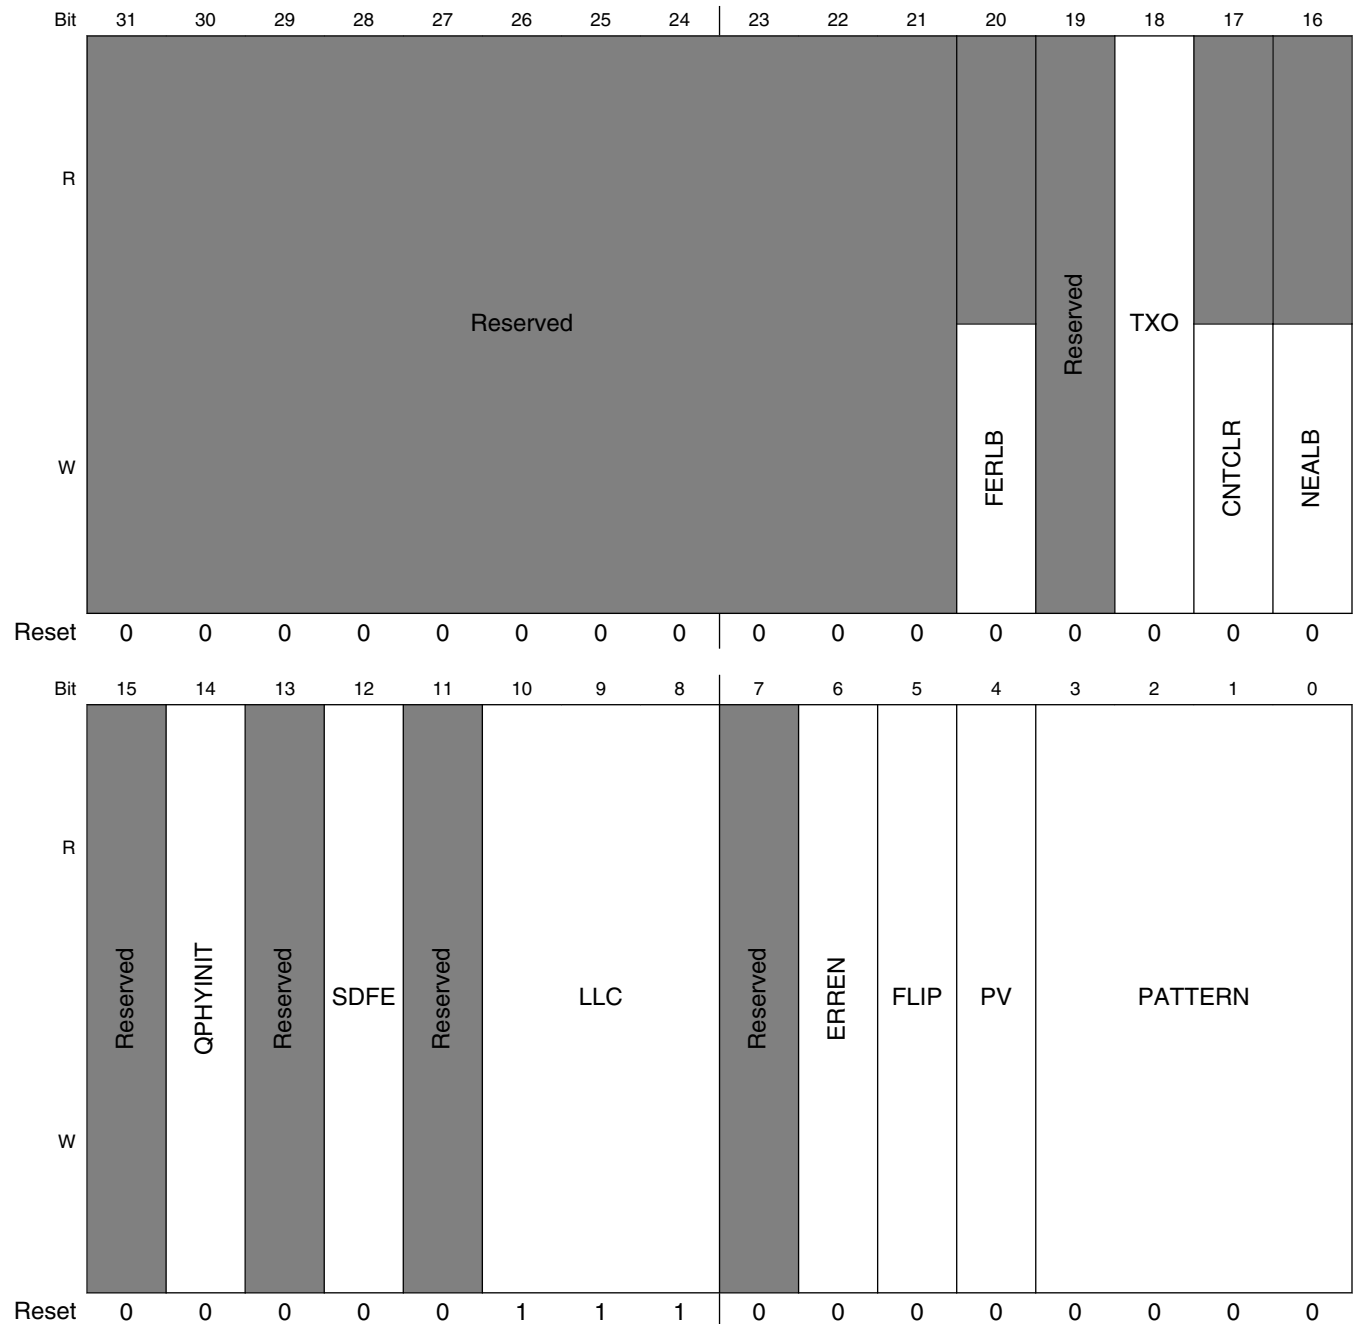 Bit 31 30 29 28 27 26 25 24 23 22 21 20 19 18 17 16
R
Reserved Reserved TXO
W FERLB CNTCLR NEALB
Reset 0 0 0 0 0 0 0 0 0 0 0 0 0 0 0 0
Bit 15 14 13 12 11 10 9 8 7 6 5 4 3 2 1 0
R
Reserved QPHYINIT Reserved SDFE Reserved LLC Reserved ERREN FLIP PV PATTERN
W
Reset 0 0 0 0 0 1 1 1 0 0 0 0 0 0 0 0